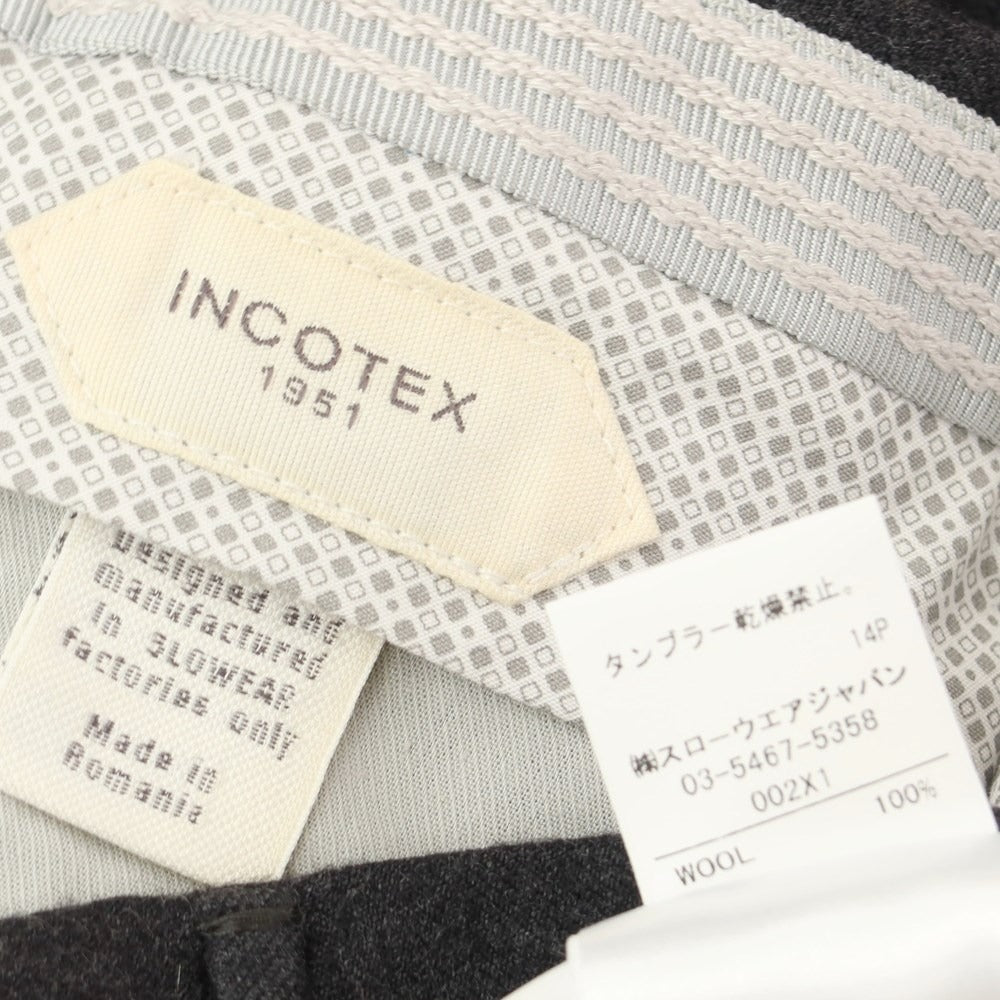 INCOTEX
1951
Designed and
manufactured
in SLOWEAR
factories only
Made in
Romania
タンブラー乾燥禁止。
14P
㈱スローウエアジャパン
03-5467-5358
002X1
100%
WOOL